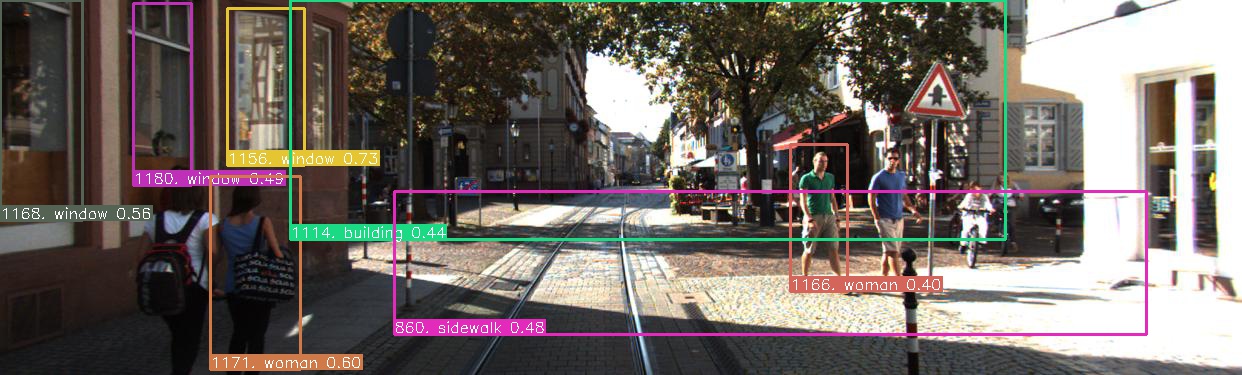 1156. window 0.73
1180. window 0.49
1168. window 0.56
1114. building 0.44
1166. woman 0.40
860. sidewalk 0.48
1171. woman 0.60